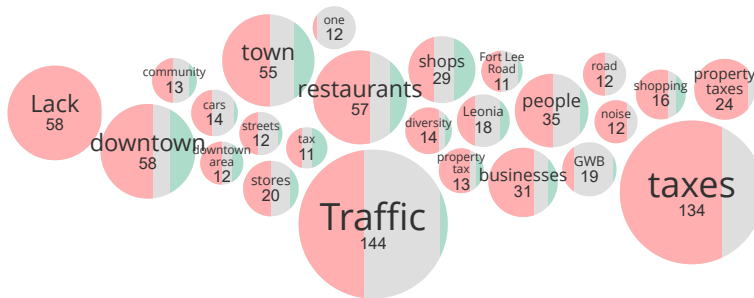 one
12
town
55
shops
29
Fort Lee
Road
11
road
12
community
13
restaurants
57
shopping
16
property
taxes
24
Lack
58
cars
14
people
35
Leonia
18
diversity
14
noise
12
streets
12
downtown
58
tax
11
downtown
area
12
property
tax
13
GWB
19
businesses
31
stores
20
taxes
134
Traffic
144